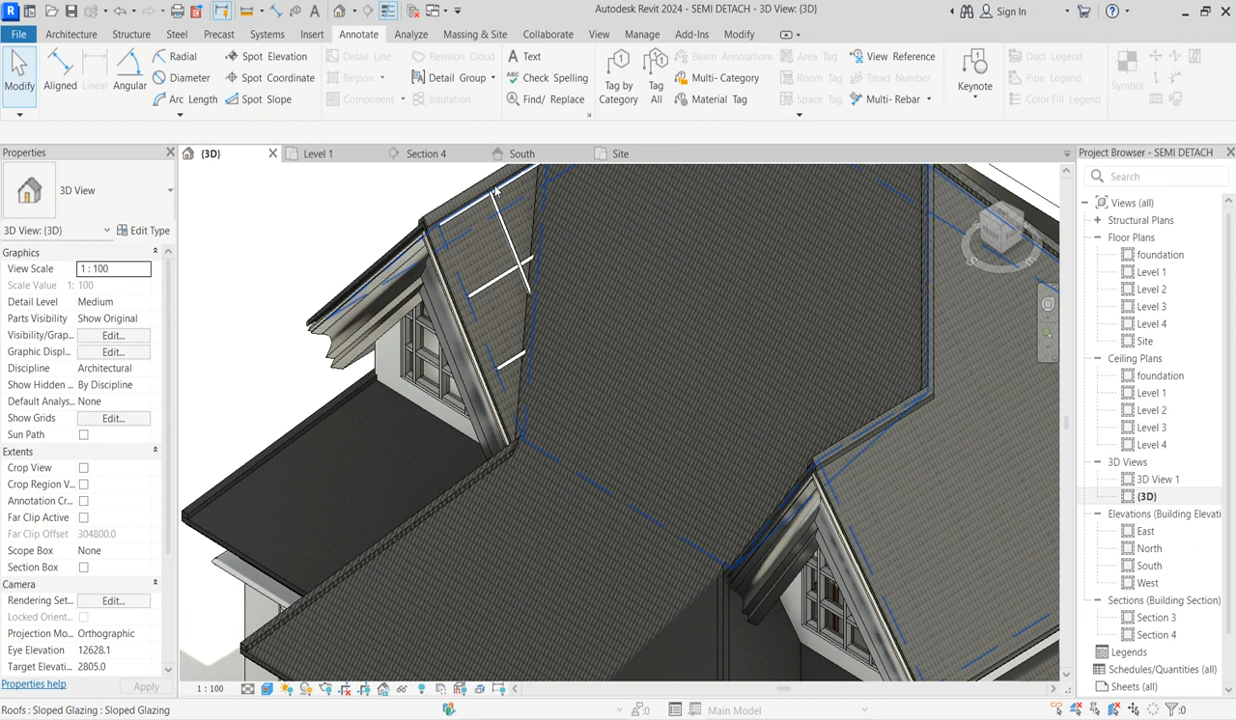 Autodesk Revit 2024 - SEMI DETACH - 3D View: {3D}
Sign In
File Architecture Structure Steel Precast Systems Insert Annotate Analyze Massing & Site Collaborate View Manage Add-Ins Modify
Modify
Aligned
Linear
Angular
Radial
Diameter
Arc Length
Spot Elevation
Spot Coordinate
Spot Slope
Detail Line
Region
Component
Revision Cloud
Detail Group
Insulation
Text
Check Spelling
Find/ Replace
Tag by
Category
Tag
All
Beam Annotations
Multi- Category
Material Tag
Area Tag
Room Tag
Space Tag
View Reference
Tread Number
Multi- Rebar
Keynote
Duct Legend
Pipe Legend
Color Fill Legend
Symbol
Properties
(3D)
Level 1
Section 4
South
Site
3D View
3D View: (3D)
Edit Type
Graphics
View Scale 1 : 100
Scale Value 1: 100
Detail Level Medium
Parts Visibility Show Original
Visibility/Grap... Edit...
Graphic Displ... Edit...
Discipline Architectural
Show Hidden ... By Discipline
Default Analys... None
Show Grids Edit...
Sun Path
Extents
Crop View
Crop Region V...
Annotation Cr...
Far Clip Active
Far Clip Offset 304800.0
Scope Box None
Section Box
Camera
Rendering Set... Edit...
Locked Orient...
Projection Mo... Orthographic
Eye Elevation 12628.1
Target Elevati... 2805.0
Properties help
Apply
Project Browser - SEMI DETACH
Search
Views (all)
Structural Plans
Floor Plans
foundation
Level 1
Level 2
Level 3
Level 4
Site
Ceiling Plans
foundation
Level 1
Level 2
Level 3
Level 4
3D Views
3D View 1
(3D)
Elevations (Building Elevati
East
North
South
West
Sections (Building Section)
Section 3
Section 4
Legends
Schedules/Quantities (all)
Sheets (all)
1 : 100
Roofs : Sloped Glazing : Sloped Glazing
:0
Main Model
:0